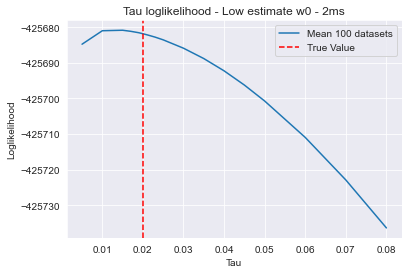 Tau loglikelihood - Low estimate w0 - 2ms
Mean 100 datasets
True Value
Loglikelihood
−425680
−425690
−425700
−425710
−425720
−425730
0.01 0.02 0.03 0.04 0.05 0.06 0.07 0.08
Tau